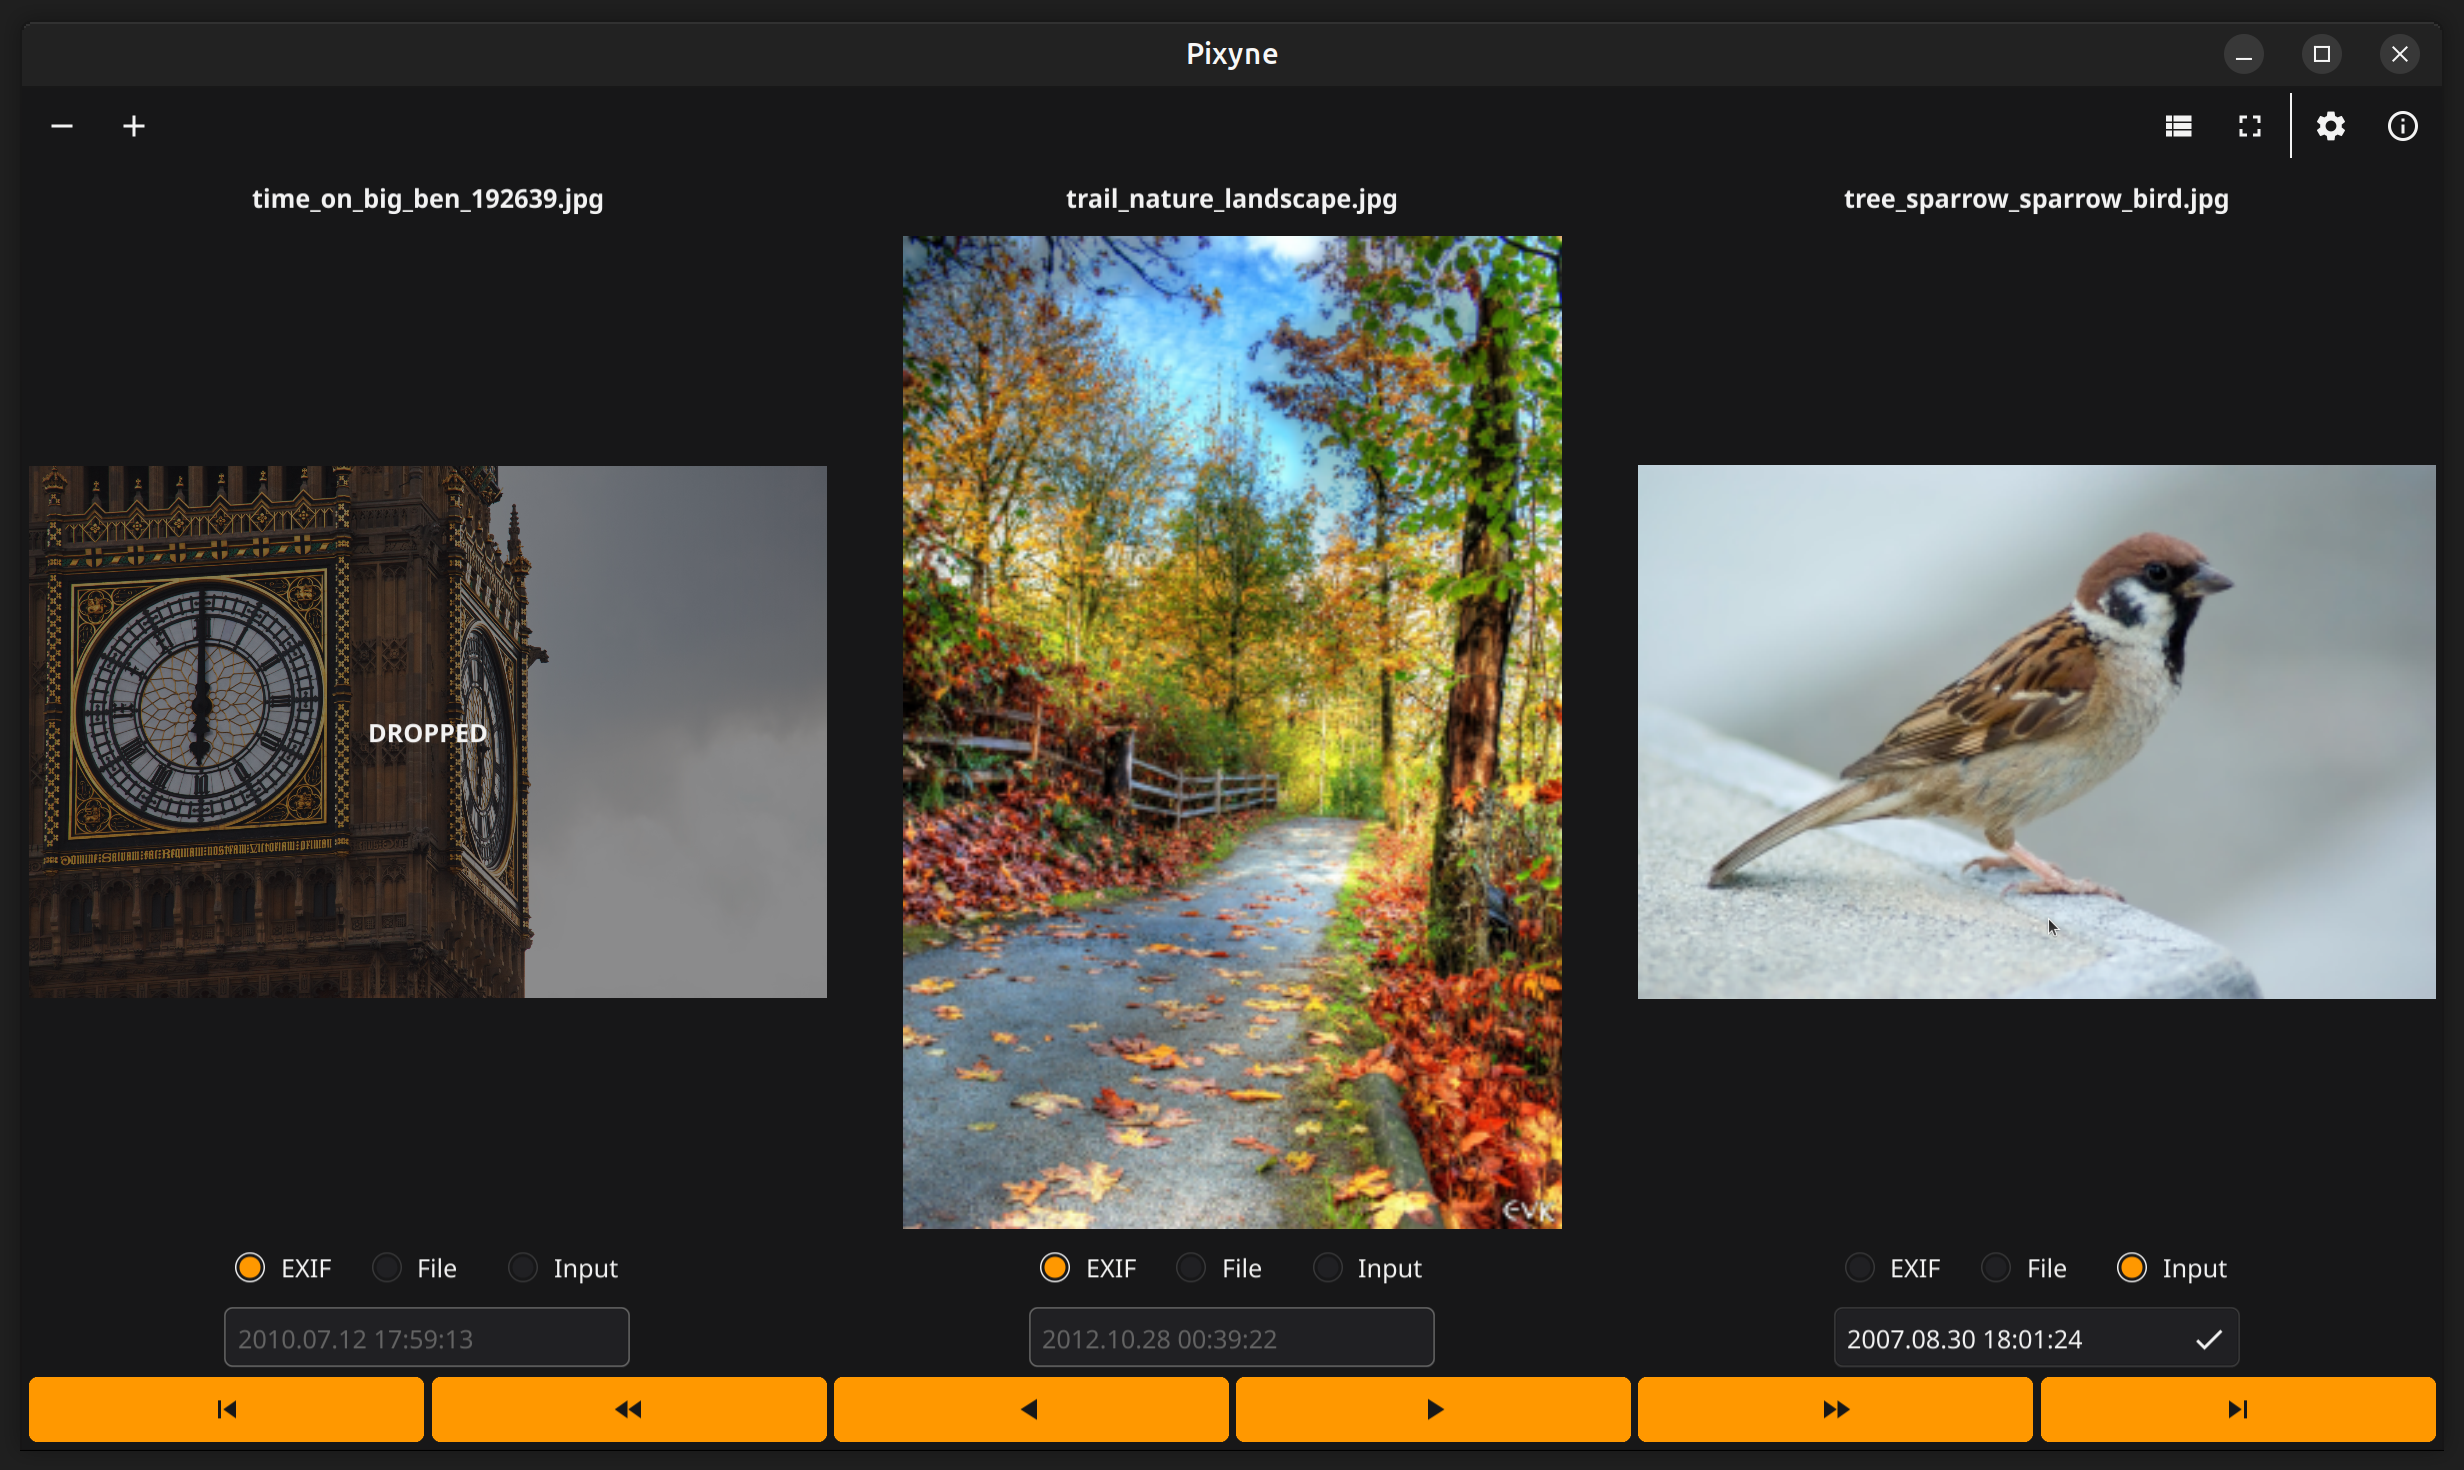 Pixyne
time_on_big_ben_192639.jpg
trail_nature_landscape.jpg
tree_sparrow_sparrow_bird.jpg
DROPPED
EVK
EXIF File Input
EXIF File Input
EXIF File Input
2010.07.12 17:59:13
2012.10.28 00:39:22
2007.08.30 18:01:24